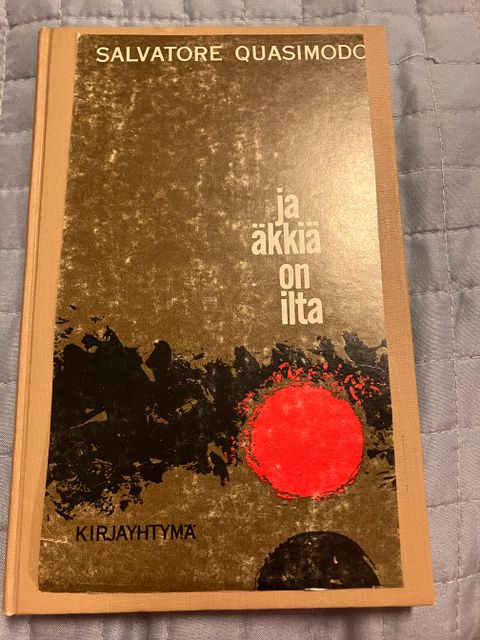 SALVATORE QUASIMODO
ja
äkkiä
on
ilta
KIRJAYHTYMÄ